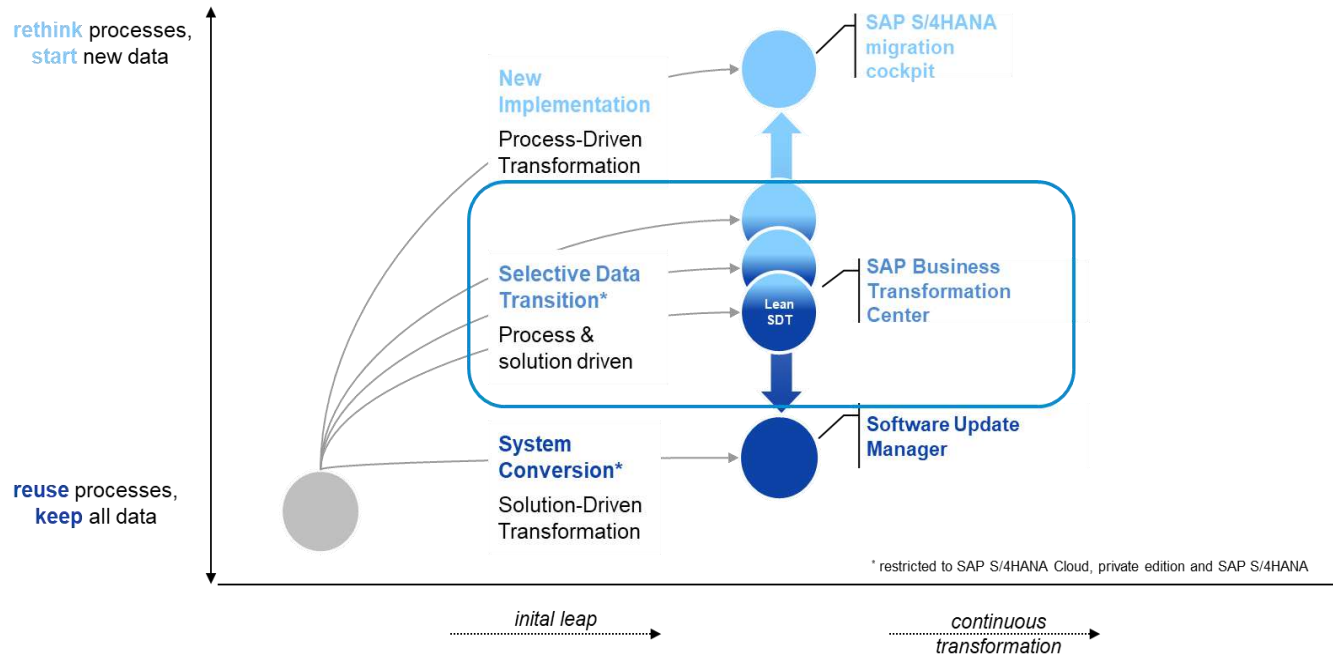 rethink processes,
start new data
SAP S/4HANA
migration
cockpit
New
Implementation
Process-Driven
Transformation
Selective Data
Transition*
Process &
solution driven
Lean
SDT
SAP Business
Transformation
Center
System
Conversion*
Solution-Driven
Transformation
Software Update
Manager
reuse processes,
keep all data
* restricted to SAP S/4HANA Cloud, private edition and SAP S/4HANA
inital leap
continuous
transformation